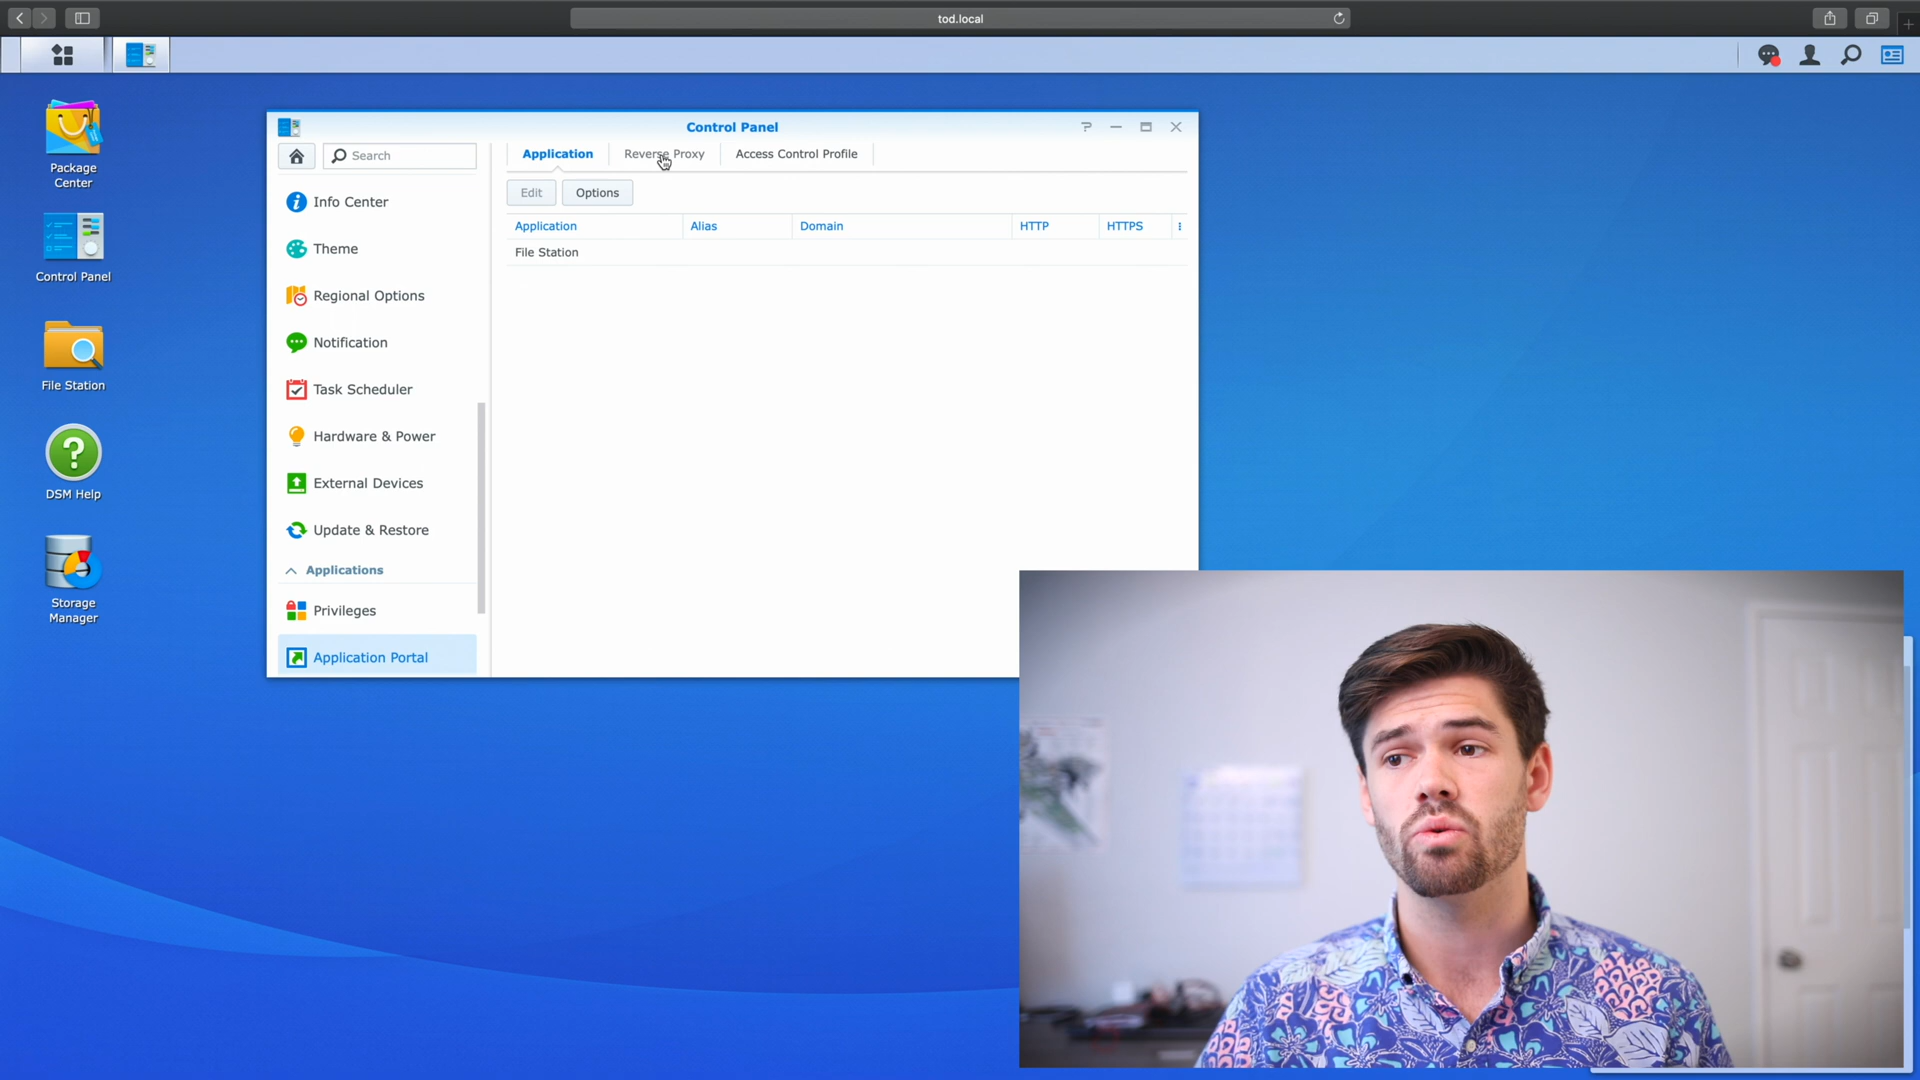 tod.local
Package
Center
Control Panel
File Station
DSM Help
Storage
Manager
Control Panel
Search
Info Center
Theme
Regional Options
Notification
Task Scheduler
Hardware & Power
External Devices
Update & Restore
Applications
Privileges
Application Portal
Application
Reverse Proxy
Access Control Profile
Edit
Options
Application
Alias
Domain
HTTP
HTTPS
File Station